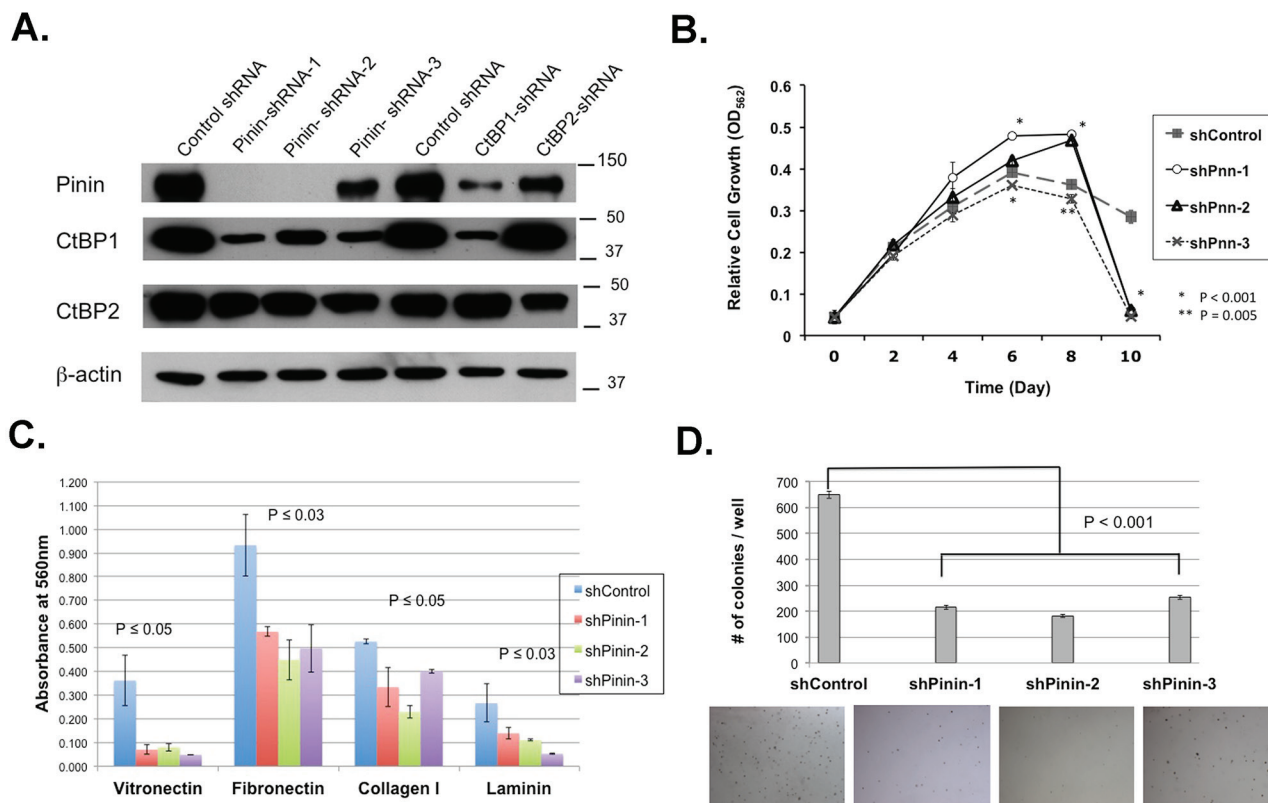 A.
Control shRNA
Pinin-shRNA-1
Pinin- shRNA-2
Pinin- shRNA-3
Control shRNA
CtBP1-shRNA
CtBP2-shRNA
Pinin
150
CtBP1
50
37
CtBP2
50
37
β-actin
37
B.
Relative Cell Growth (OD562)
0.6
0.5
0.4
0.3
0.2
0.1
0
* *
* **
*
0 2 4 6 8 10
Time (Day)
shControl
shPnn-1
shPnn-2
shPnn-3
* P < 0.001
** P = 0.005
C.
Absorbance at 560nm
1.200
1.100
1.000
0.900
0.800
0.700
0.600
0.500
0.400
0.300
0.200
0.100
0.000
P ≤ 0.05
P ≤ 0.03
P ≤ 0.05
P ≤ 0.03
shControl
shPinin-1
shPinin-2
shPinin-3
Vitronectin Fibronectin Collagen I Laminin
D.
# of colonies / well
700
600
500
400
300
200
100
0
P < 0.001
shControl shPinin-1 shPinin-2 shPinin-3